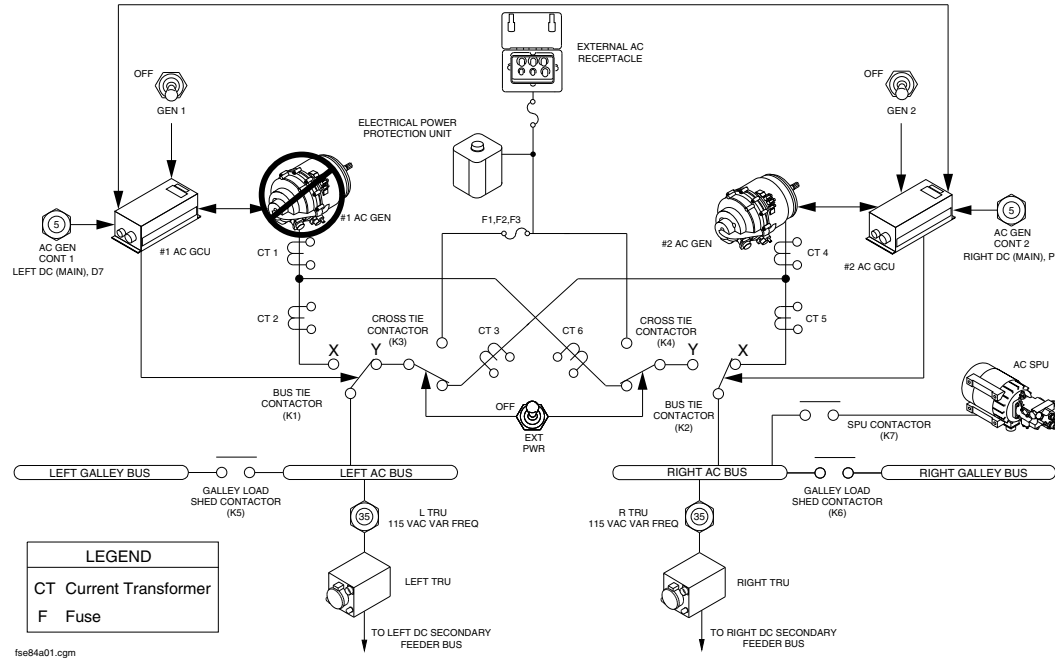 EXTERNAL AC
RECEPTACLE
OFF
GEN 1
ELECTRICAL POWER
PROTECTION UNIT
OFF
GEN 2
5
AC GEN
CONT 1
LEFT DC (MAIN), D7
#1 AC GCU
#1 AC GEN
CT 1
F1,F2,F3
#2 AC GEN
CT 4
#2 AC GCU
5
AC GEN
CONT 2
RIGHT DC (MAIN), P
CT 2
X
Y
CROSS TIE
CONTACTOR
(K3)
CT 3
CT 6
CROSS TIE
CONTACTOR
(K4)
Y
X
CT 5
BUS TIE
CONTACTOR
(K1)
OFF
EXT
PWR
BUS TIE
CONTACTOR
(K2)
AC SPU
SPU CONTACTOR
(K7)
LEFT GALLEY BUS
LEFT AC BUS
RIGHT AC BUS
RIGHT GALLEY BUS
GALLEY LOAD
SHED CONTACTOR
(K5)
35
L TRU
115 VAC VAR FREQ
R TRU
115 VAC VAR FREQ
35
GALLEY LOAD
SHED CONTACTOR
(K6)
LEGEND
CT Current Transformer
F Fuse
LEFT TRU
RIGHT TRU
TO LEFT DC SECONDARY
FEEDER BUS
TO RIGHT DC SECONDARY
FEEDER BUS
fse84a01.cgm